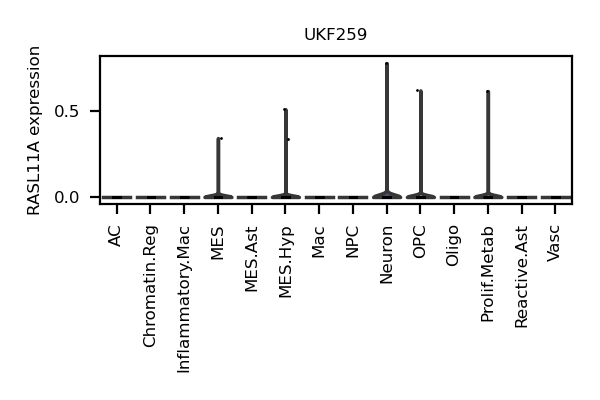 UKF259
RASL11A expression
0.5
0.0
AC
Chromatin.Reg
Inflammatory.Mac
MES
MES.Ast
MES.Hyp
Mac
NPC
Neuron
OPC
Oligo
Prolif.Metab
Reactive.Ast
Vasc